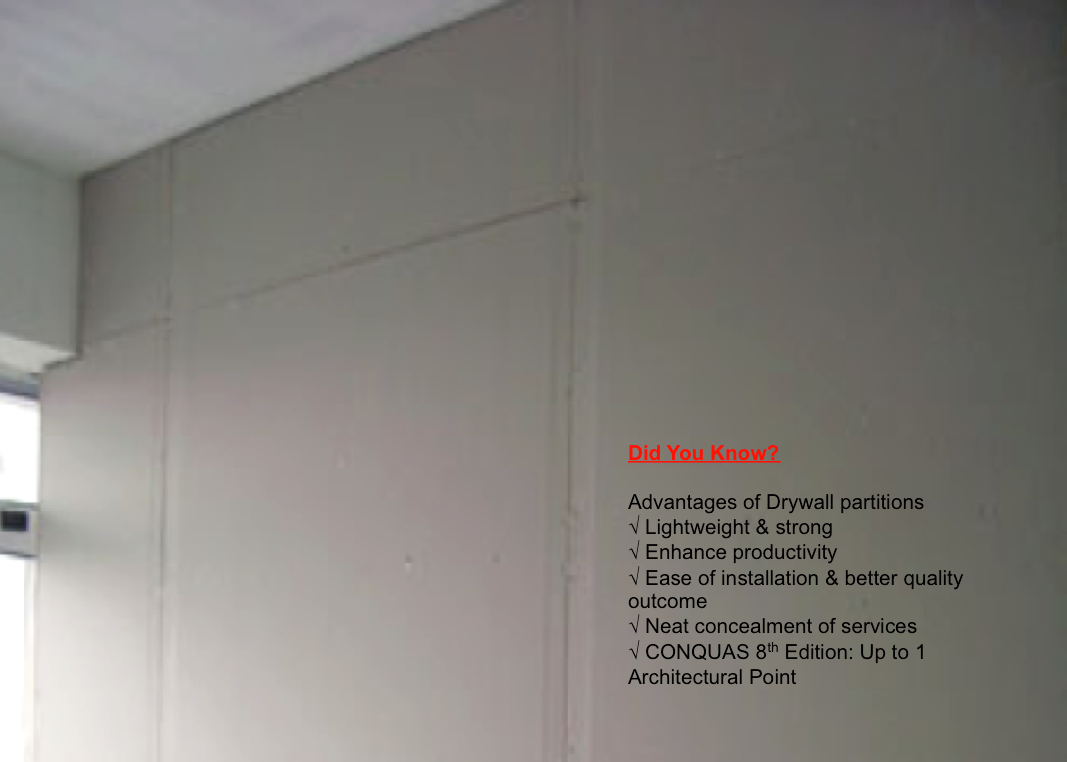 Did You Know?
Advantages of Drywall partitions
√ Lightweight & strong
√ Enhance productivity
√ Ease of installation & better quality
outcome
√ Neat concealment of services
√ CONQUAS 8th Edition: Up to 1
Architectural Point